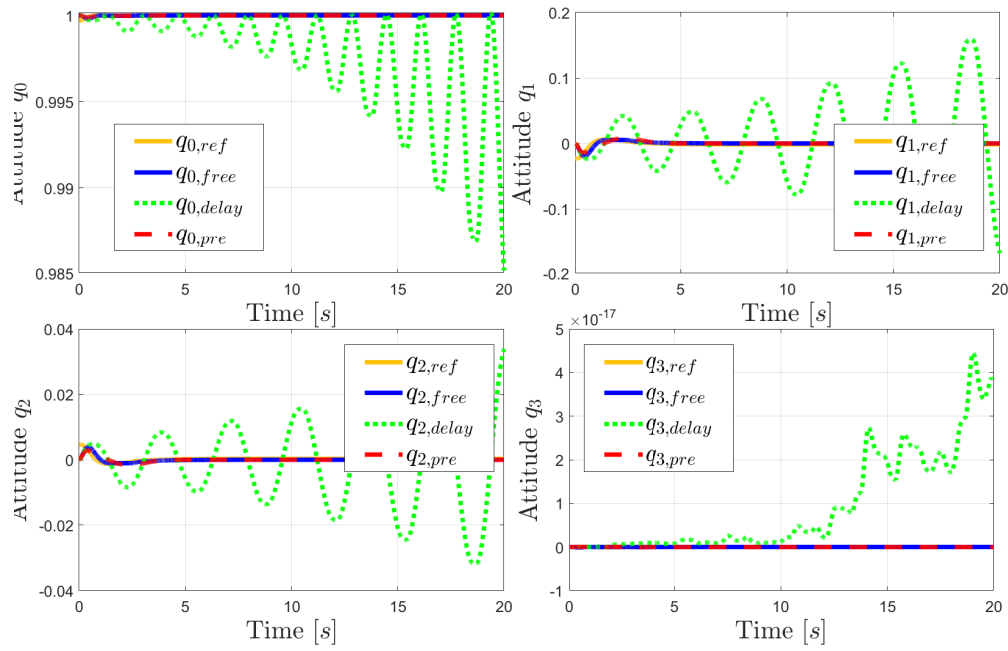 1
0.995
0.99
0.985
Attitude q0
q0,ref
q0,free
q0,delay
q0,pre
0 5 10 15 20
Time [s]
0.2
0.1
0
-0.1
-0.2
Attitude q1
q1,ref
q1,free
q1,delay
q1,pre
0 5 10 15 20
Time [s]
0.04
0.02
0
-0.02
-0.04
Attitude q2
q2,ref
q2,free
q2,delay
q2,pre
0 5 10 15 20
Time [s]
×10⁻¹⁷
5
4
3
2
1
0
-1
Attitude q3
q3,ref
q3,free
q3,delay
q3,pre
0 5 10 15 20
Time [s]